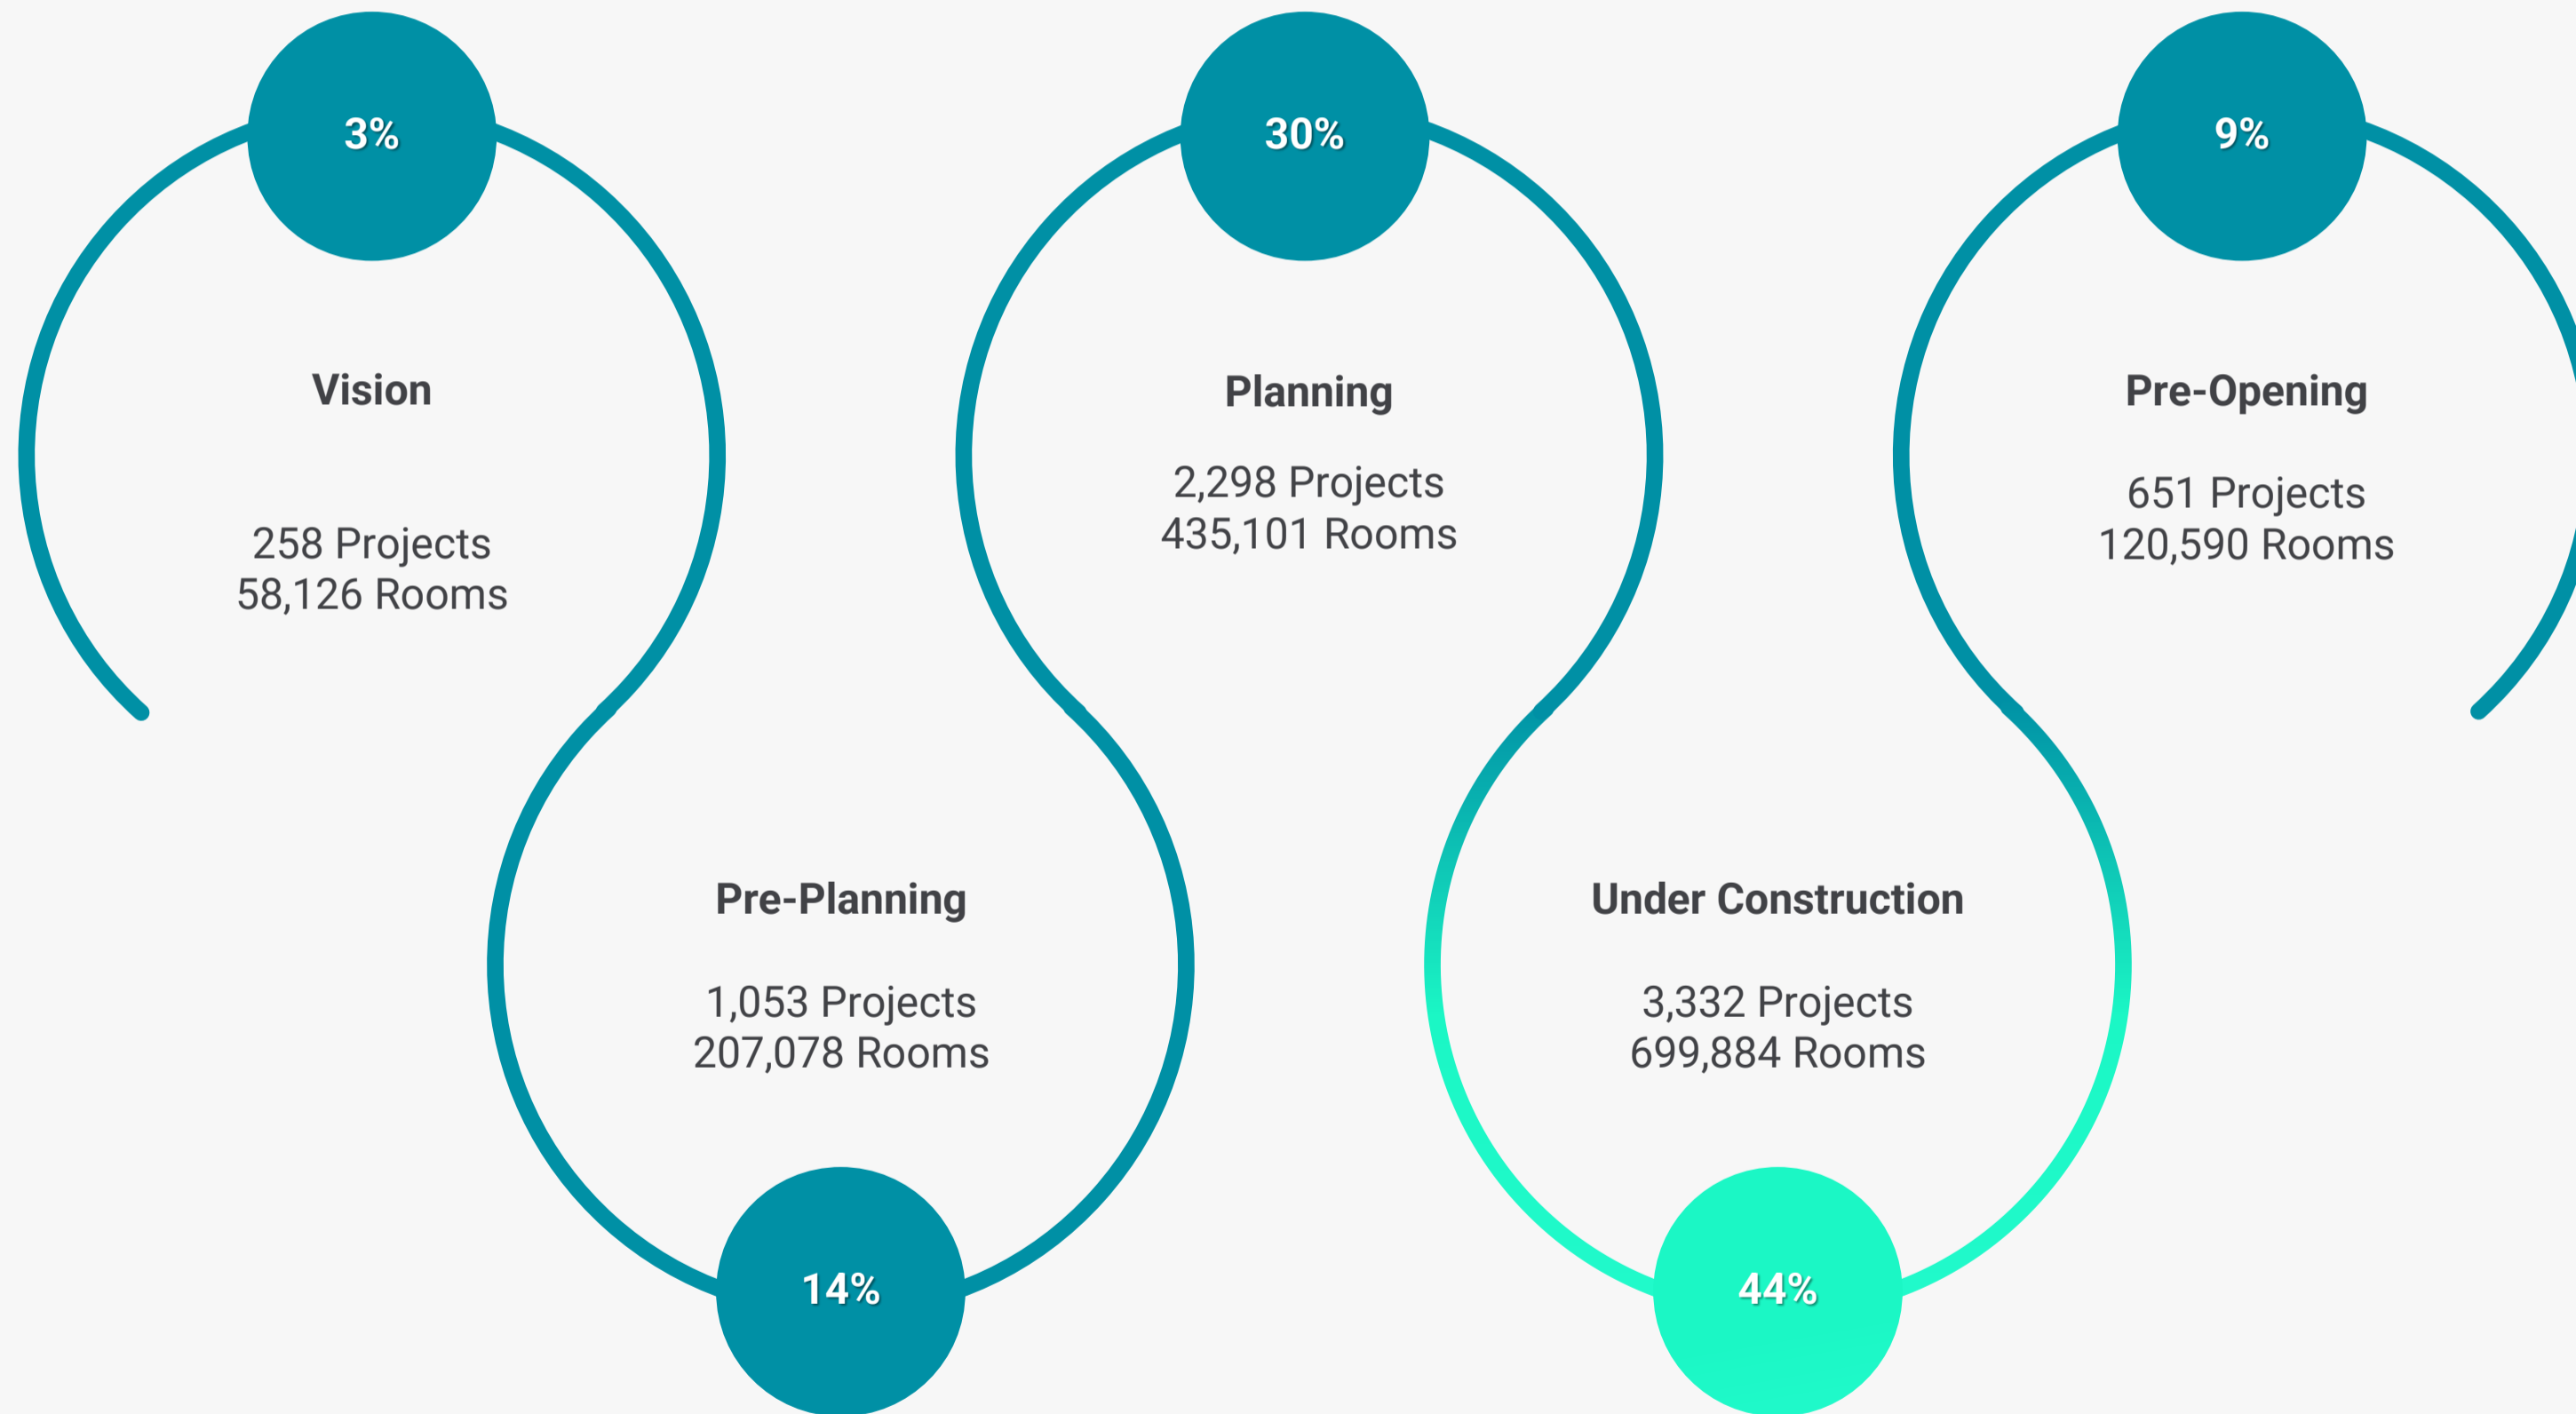 3%
Vision
258 Projects
58,126 Rooms
Pre-Planning
1,053 Projects
207,078 Rooms
14%
30%
Planning
2,298 Projects
435,101 Rooms
Under Construction
3,332 Projects
699,884 Rooms
44%
9%
Pre-Opening
651 Projects
120,590 Rooms